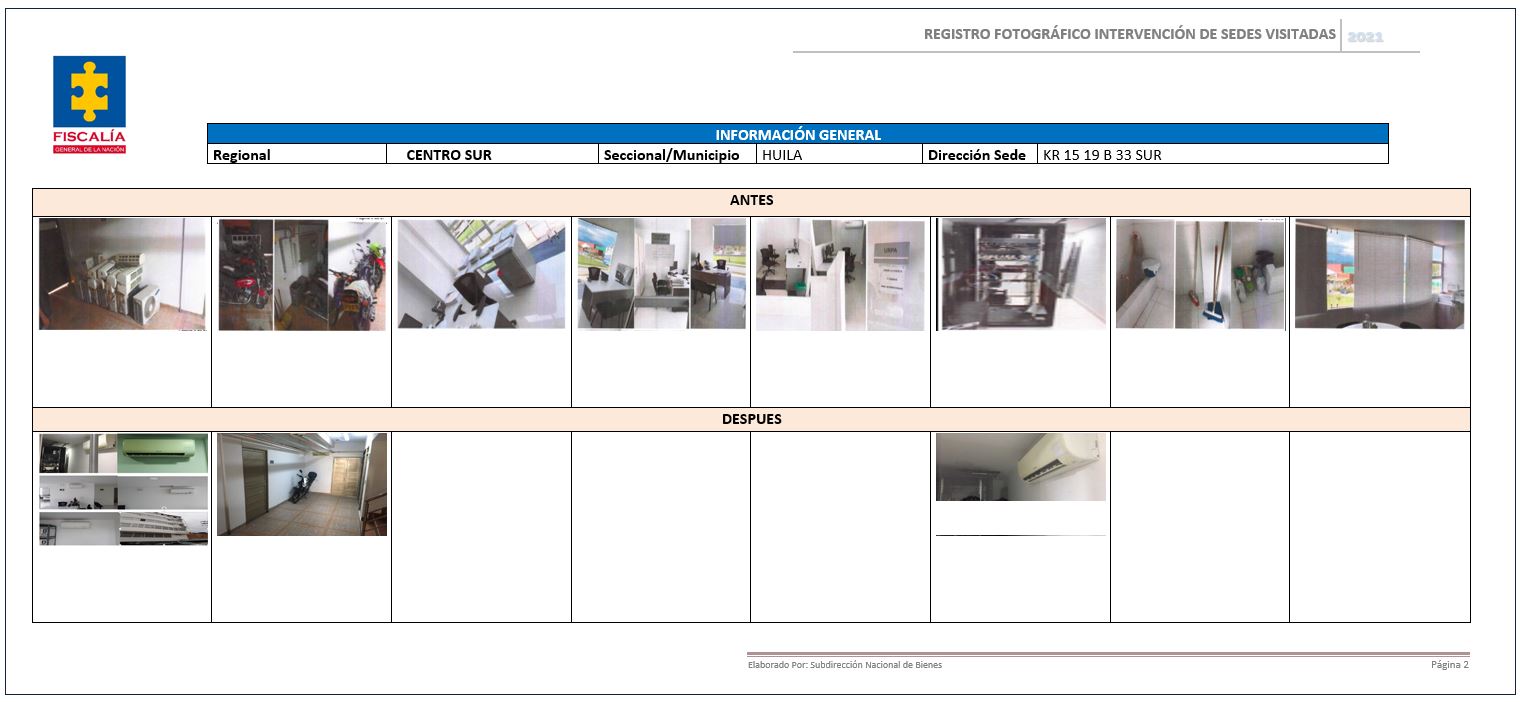 REGISTRO FOTOGRÁFICO INTERVENCIÓN DE SEDES VISITADAS 2021
FISCALÍA
GENERAL DE LA NACIÓN
INFORMACIÓN GENERAL
Regional CENTRO SUR Seccional/Municipio HUILA Dirección Sede KR 15 19 B 33 SUR
ANTES
URPA
DESPUES
Elaborado Por: Subdirección Nacional de Bienes Página 2